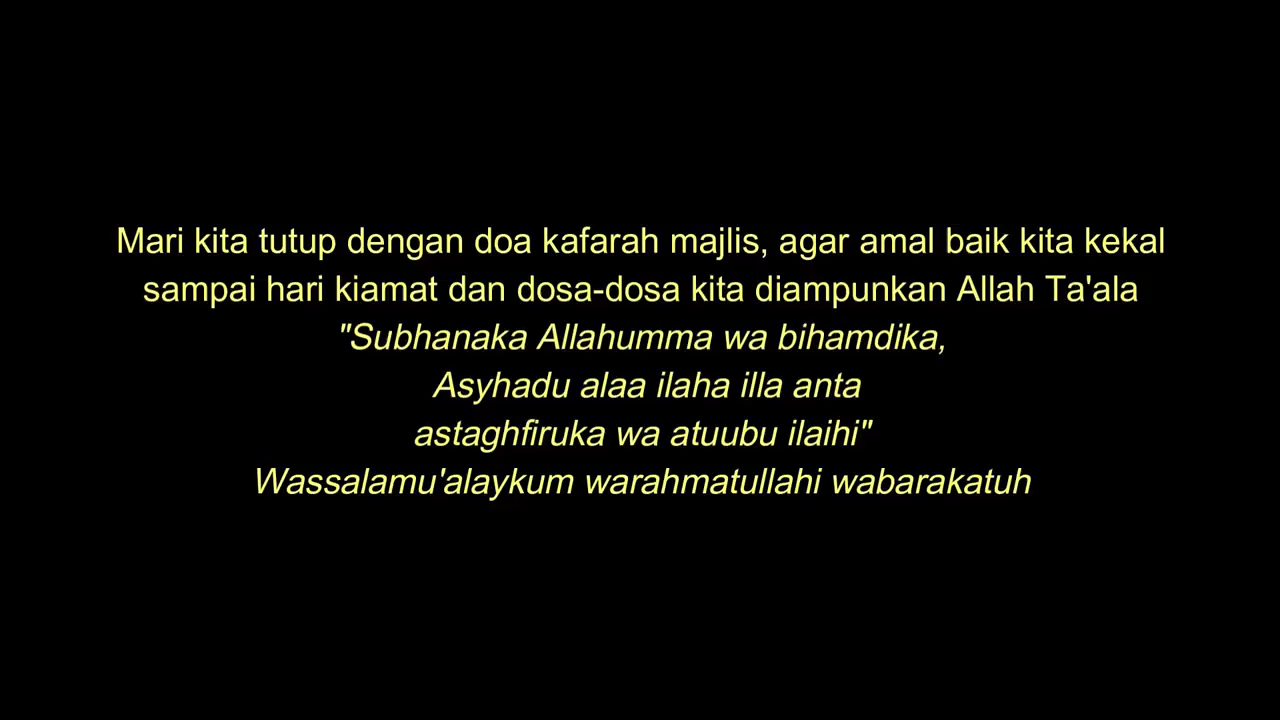 Mari kita tutup dengan doa kafarah majlis, agar amal baik kita kekal
sampai hari kiamat dan dosa-dosa kita diampunkan Allah Ta'ala
"Subhanaka Allahumma wa bihamdika,
Asyhadu alaa ilaha illa anta
astaghfiruka wa atuubu ilaihi"
Wassalamu'alaykum warahmatullahi wabarakatuh